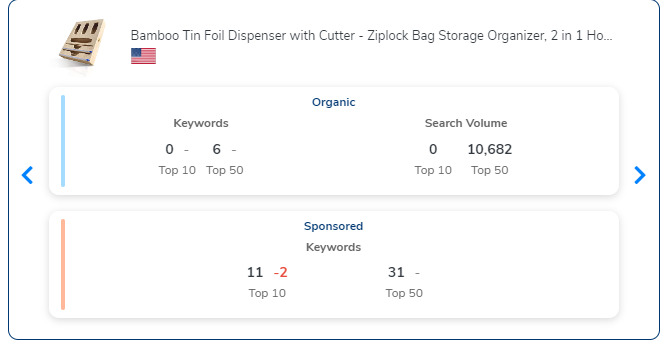 Bamboo Tin Foil Dispenser with Cutter - Ziplock Bag Storage Organizer, 2 in 1 Ho...
Organic
Keywords
Search Volume
0 - 6 -
0 10,682
Top 10 Top 50
Top 10 Top 50
Sponsored
Keywords
11 -2 31 -
Top 10 Top 50